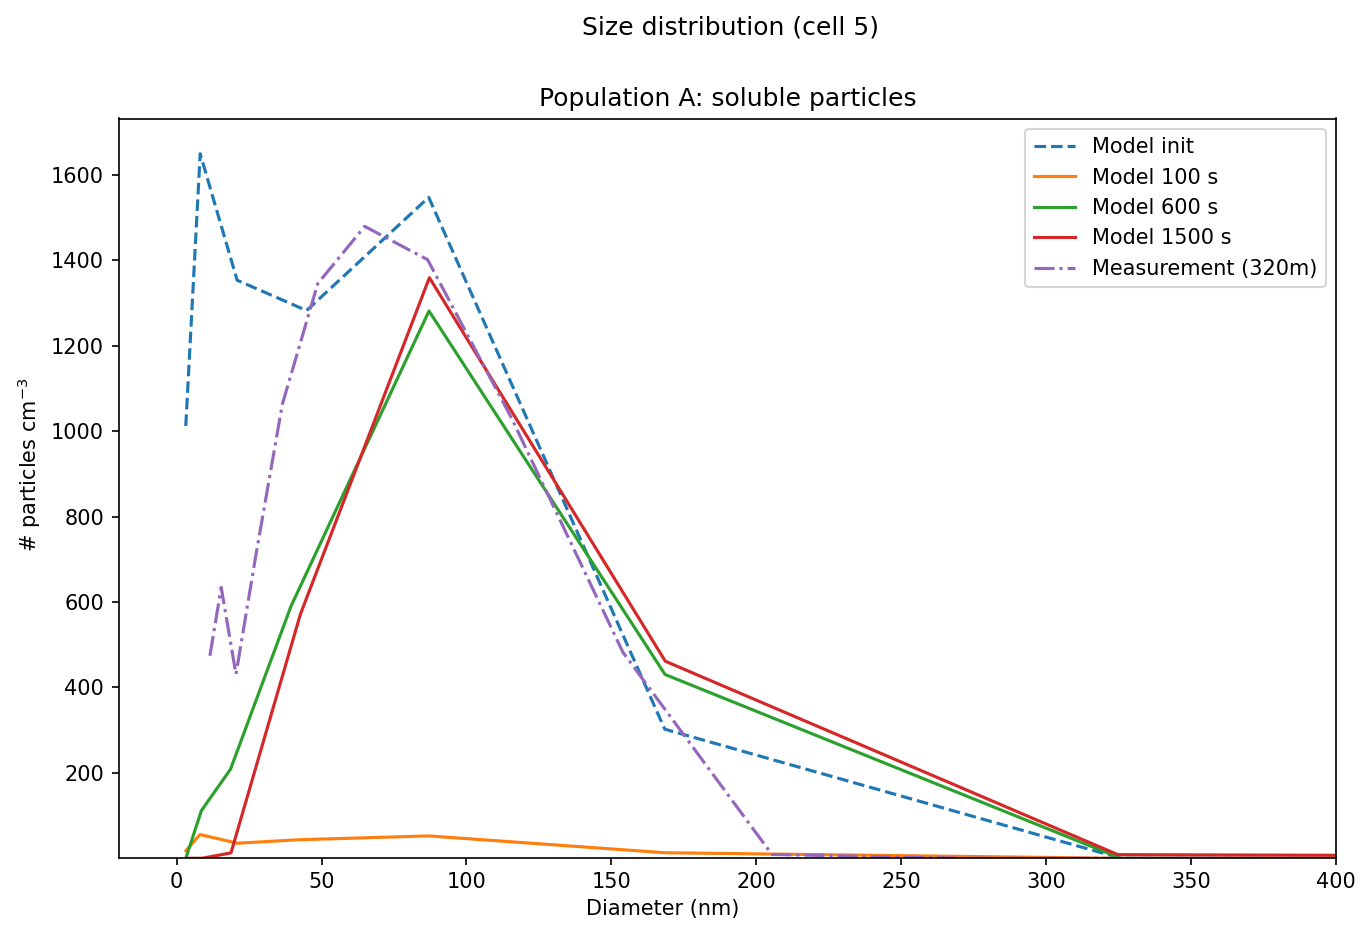 Size distribution (cell 5)
Population A: soluble particles
Model init
Model 100 s
Model 600 s
Model 1500 s
Measurement (320m)
# particles cm⁻³
1600
1400
1200
1000
800
600
400
200
0 50 100 150 200 250 300 350 400
Diameter (nm)